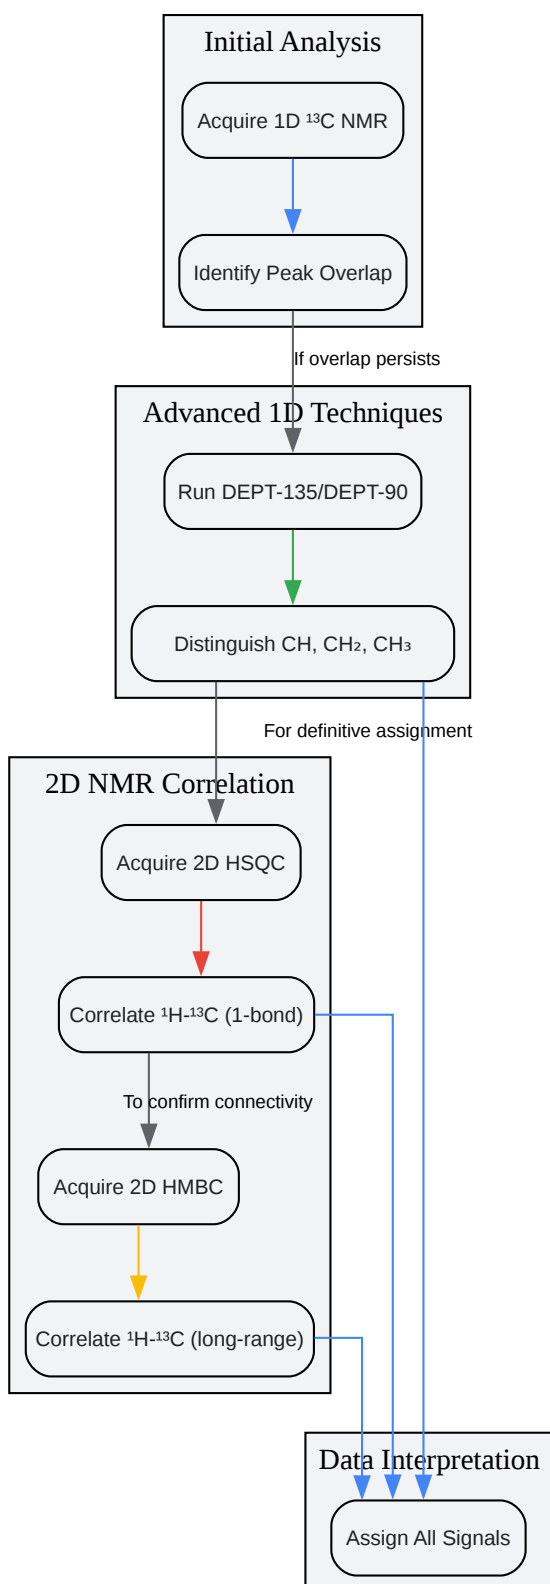 Initial Analysis
Acquire 1D ¹³C NMR
Identify Peak Overlap
If overlap persists
Advanced 1D Techniques
Run DEPT-135/DEPT-90
Distinguish CH, CH₂, CH₃
For definitive assignment
2D NMR Correlation
Acquire 2D HSQC
Correlate ¹H-¹³C (1-bond)
To confirm connectivity
Acquire 2D HMBC
Correlate ¹H-¹³C (long-range)
Data Interpretation
Assign All Signals